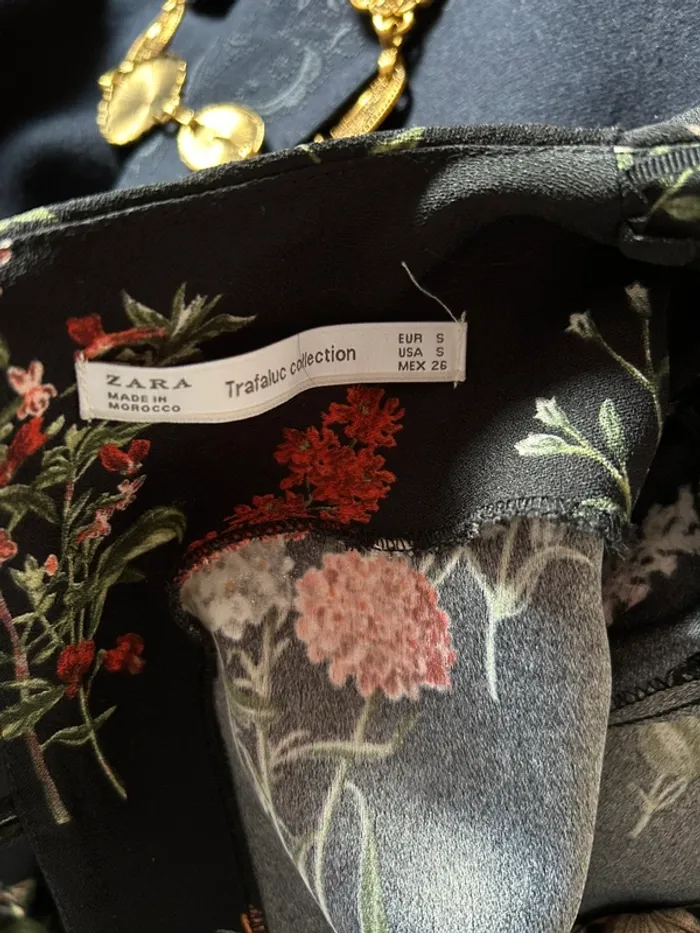 ZARA
MADE IN
MOROCCO
Trafaluc collection
EUR S
USA S
MEX 26